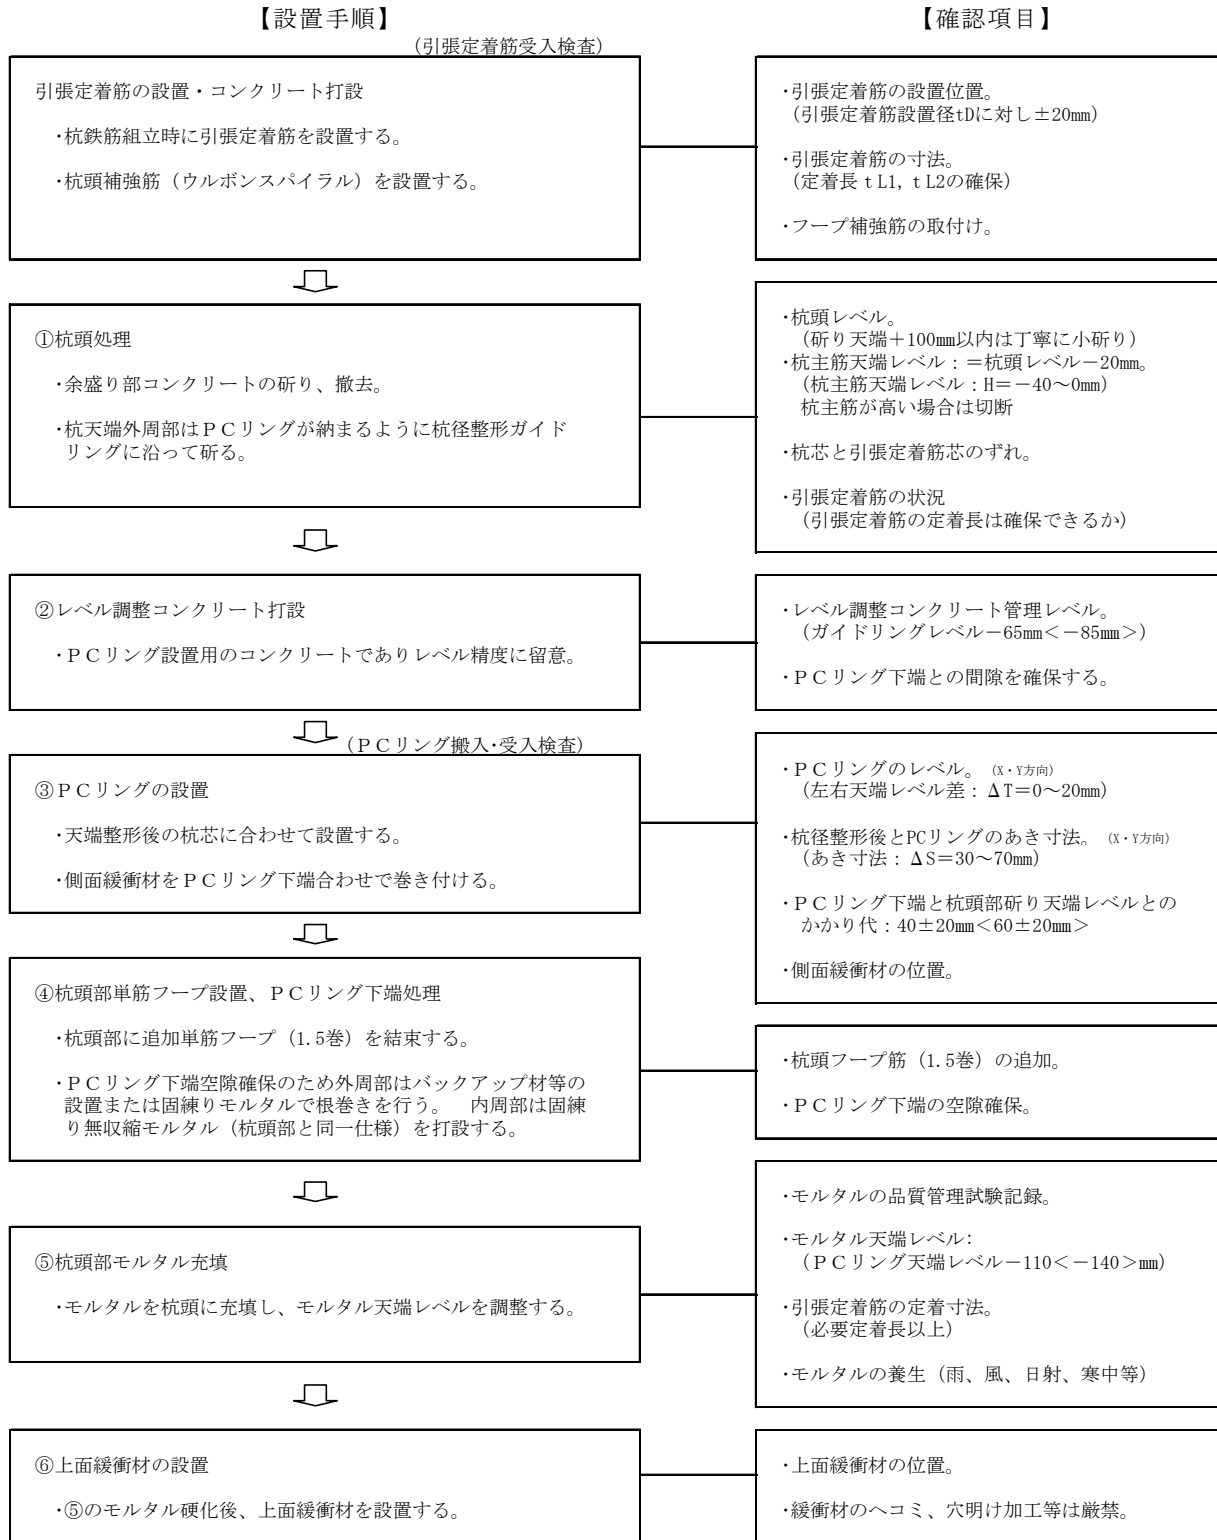 【設置手順】
【確認項目】
(引張定着筋受入検査)
引張定着筋の設置・コンクリート打設
・杭鉄筋組立時に引張定着筋を設置する。
・杭頭補強筋（ウルボンスパイラル）を設置する。
・引張定着筋の設置位置。
(引張定着筋設置径tDに対し±20mm)
・引張定着筋の寸法。
(定着長ｔL1, ｔL2の確保)
・フープ補強筋の取付け。
①杭頭処理
・余盛り部コンクリートの斫り、撤去。
・杭天端外周部はＰＣリングが納まるように杭径整形ガイド
リングに沿って斫る。
・杭頭レベル。
(斫り天端＋100㎜以内は丁寧に小斫り)
・杭主筋天端レベル：＝杭頭レベル－20mm。
(杭主筋天端レベル：H＝－40～0mm)
杭主筋が高い場合は切断
・杭芯と引張定着筋芯のずれ。
・引張定着筋の状況
(引張定着筋の定着長は確保できるか)
②レベル調整コンクリート打設
・ＰＣリング設置用のコンクリートでありレベル精度に留意。
・レベル調整コンクリート管理レベル。
(ガイドリングレベル－65mm＜－85mm＞)
・ＰＣリング下端との間隙を確保する。
(ＰＣリング搬入･受入検査)
③ＰＣリングの設置
・天端整形後の杭芯に合わせて設置する。
・側面緩衝材をＰＣリング下端合わせで巻き付ける。
・ＰＣリングのレベル。 (X・Y方向)
(左右天端レベル差：ΔT＝0～20mm)
・杭径整形後とPCリングのあき寸法。 (X・Y方向)
(あき寸法：ΔS＝30～70mm)
・ＰＣリング下端と杭頭部斫り天端レベルとの
かかり代：40±20㎜＜60±20㎜＞
・側面緩衝材の位置。
④杭頭部単筋フープ設置、ＰＣリング下端処理
・杭頭部に追加単筋フープ（1.5巻）を結束する。
・ＰＣリング下端空隙確保のため外周部はバックアップ材等の
設置または固練りモルタルで根巻きを行う。　内周部は固練
り無収縮モルタル（杭頭部と同一仕様）を打設する。
・杭頭フープ筋（1.5巻）の追加。
・ＰＣリング下端の空隙確保。
⑤杭頭部モルタル充填
・モルタルを杭頭に充填し、モルタル天端レベルを調整する。
・モルタルの品質管理試験記録。
・モルタル天端レベル：
(ＰＣリング天端レベル－110＜－140＞㎜)
・引張定着筋の定着寸法。
(必要定着長以上)
・モルタルの養生（雨、風、日射、寒中等）
⑥上面緩衝材の設置
・⑤のモルタル硬化後、上面緩衝材を設置する。
・上面緩衝材の位置。
・緩衝材のヘコミ、穴明け加工等は厳禁。